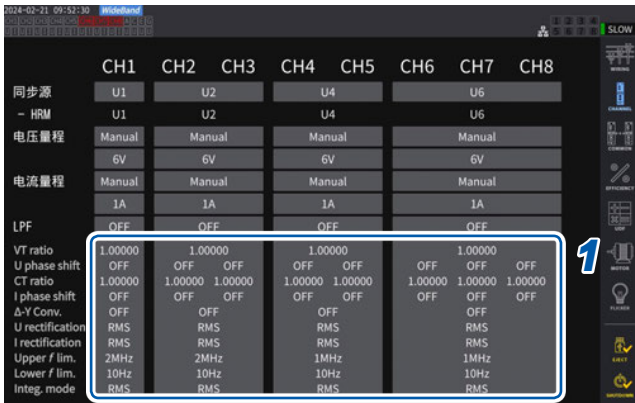 2024-02-21 09:52:30 WideBand
SLOW
CH1 CH2 CH3 CH4 CH5 CH6 CH7 CH8
WIRING
同步源 U1 U2 U4 U6
- HRM U1 U2 U4 U6
CHANNEL
电压量程 Manual Manual Manual Manual
6V 6V 6V 6V
COMMON
电流量程 Manual Manual Manual Manual
1A 1A 1A 1A
EFFICIENCY
LPF OFF OFF OFF OFF
UDF
VT ratio 1.00000 1.00000 1.00000 1.00000
U phase shift OFF OFF OFF OFF OFF OFF OFF OFF
1
MOTOR
CT ratio 1.00000 1.00000 1.00000 1.00000 1.00000 1.00000 1.00000 1.00000
I phase shift OFF OFF OFF OFF OFF OFF OFF OFF
Δ-Y Conv. OFF OFF OFF OFF
FLICKER
U rectification RMS RMS RMS RMS
I rectification RMS RMS RMS RMS
Upper f lim. 2MHz 2MHz 1MHz 1MHz
EJECT
Lower f lim. 10Hz 10Hz 10Hz 10Hz
Integ. mode RMS RMS RMS RMS
SHUTDOWN